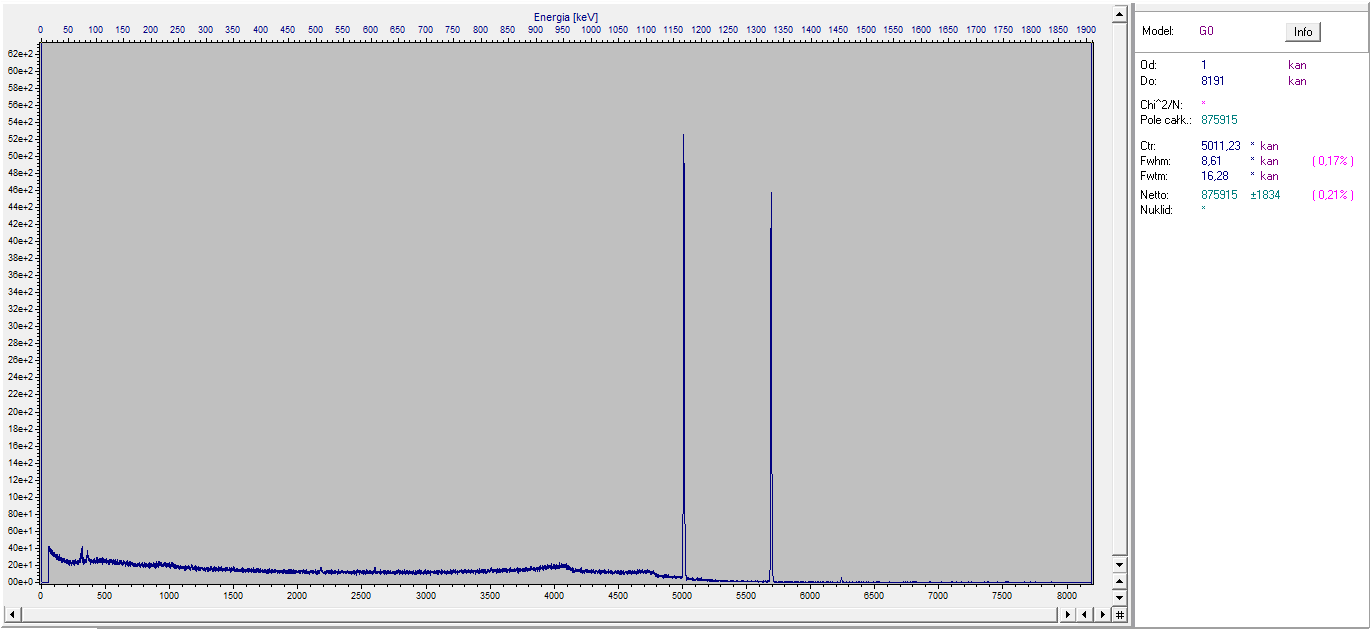 Energia [keV]
0 50 100 150 200 250 300 350 400 450 500 550 600 650 700 750 800 850 900 950 1000 1050 1100 1150 1200 1250 1300 1350 1400 1450 1500 1550 1600 1650 1700 1750 1800 1850 1900
62e+2
60e+2
58e+2
56e+2
54e+2
52e+2
50e+2
48e+2
46e+2
44e+2
42e+2
40e+2
38e+2
36e+2
34e+2
32e+2
30e+2
28e+2
26e+2
24e+2
22e+2
20e+2
18e+2
16e+2
14e+2
12e+2
10e+2
80e+1
60e+1
40e+1
20e+1
00e+0
0 500 1000 1500 2000 2500 3000 3500 4000 4500 5000 5500 6000 6500 7000 7500 8000
Model: G0 Info
Od: 1 kan
Do: 8191 kan
Chi^2/N: *
Pole całk.: 875915
Ctr: 5011,23 * kan
Fwhm: 8,61 * kan ( 0,17% )
Fwtm: 16,28 * kan
Netto: 875915 ±1834 ( 0,21% )
Nuklid: *